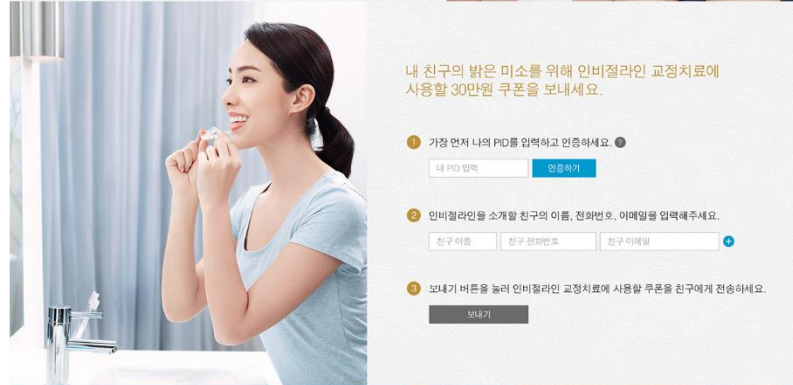 내 친구의 밝은 미소를 위해 인비절라인 교정치료에
사용할 30만원 쿠폰을 보내세요.
1 가장 먼저 나의 PID를 입력하고 인증하세요. ?
내 PID 입력 인증하기
2 인비절라인을 소개할 친구의 이름, 전화번호, 이메일을 입력해주세요.
친구 이름 친구 전화번호 친구 이메일 +
3 보내기 버튼을 눌러 인비절라인 교정치료에 사용할 쿠폰을 친구에게 전송하세요.
보내기